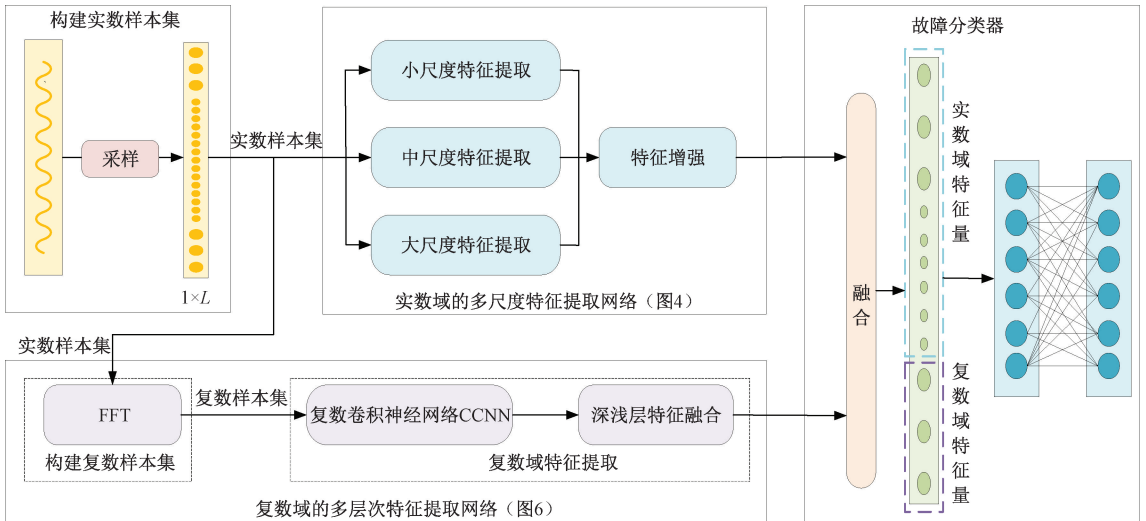 构建实数样本集
采样
1×L
实数样本集
小尺度特征提取
中尺度特征提取
大尺度特征提取
特征增强
实数域的多尺度特征提取网络（图4）
实数样本集
FFT
构建复数样本集
复数样本集
复数卷积神经网络CCNN
深浅层特征融合
复数域特征提取
复数域的多层次特征提取网络（图6）
故障分类器
融合
实数域特征量
复数域特征量